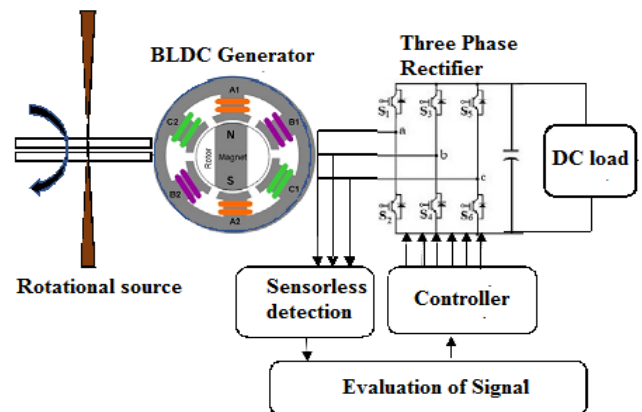 BLDC Generator
Three Phase
Rectifier
A1
C2
B1
N
Rotor
Magnet
S
B2
C1
A2
S1
S3
S5
a
b
c
S2
S4
S6
DC load
Rotational source
Sensorless
detection
Controller
Evaluation of Signal